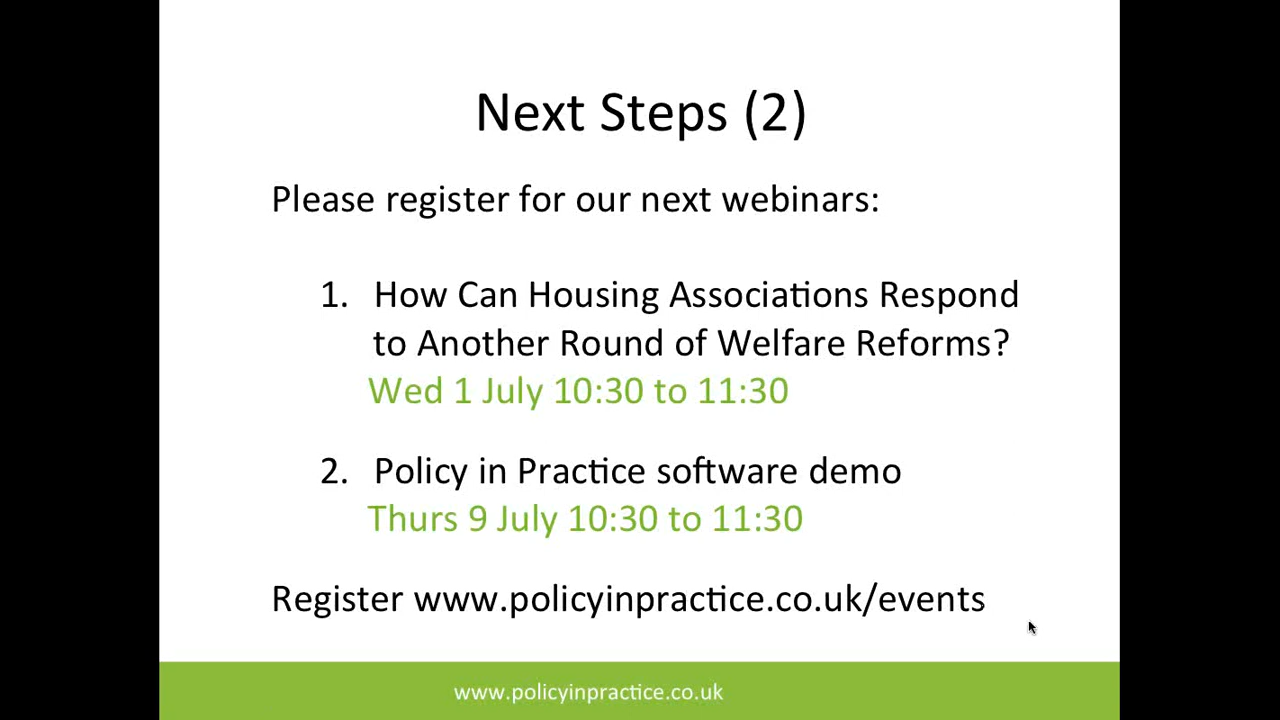 Next Steps (2)
Please register for our next webinars:
1. How Can Housing Associations Respond
to Another Round of Welfare Reforms?
Wed 1 July 10:30 to 11:30
2. Policy in Practice software demo
Thurs 9 July 10:30 to 11:30
Register www.policyinpractice.co.uk/events
www.policyinpractice.co.uk